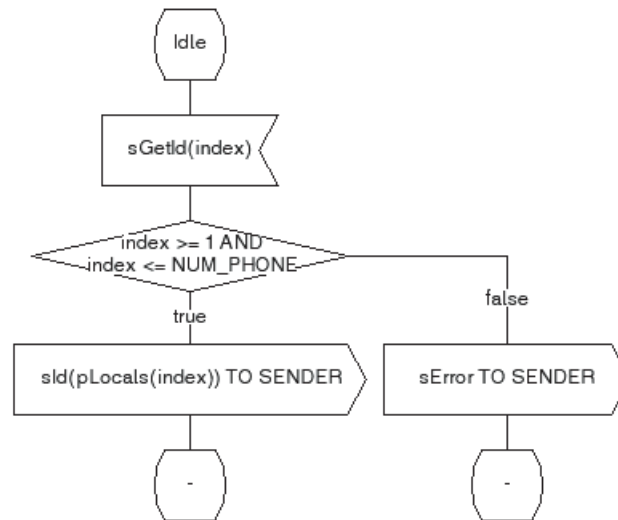 Idle
sGetId(index)
index >= 1 AND
index <= NUM_PHONE
true
false
sId(pLocals(index)) TO SENDER
sError TO SENDER
-
-